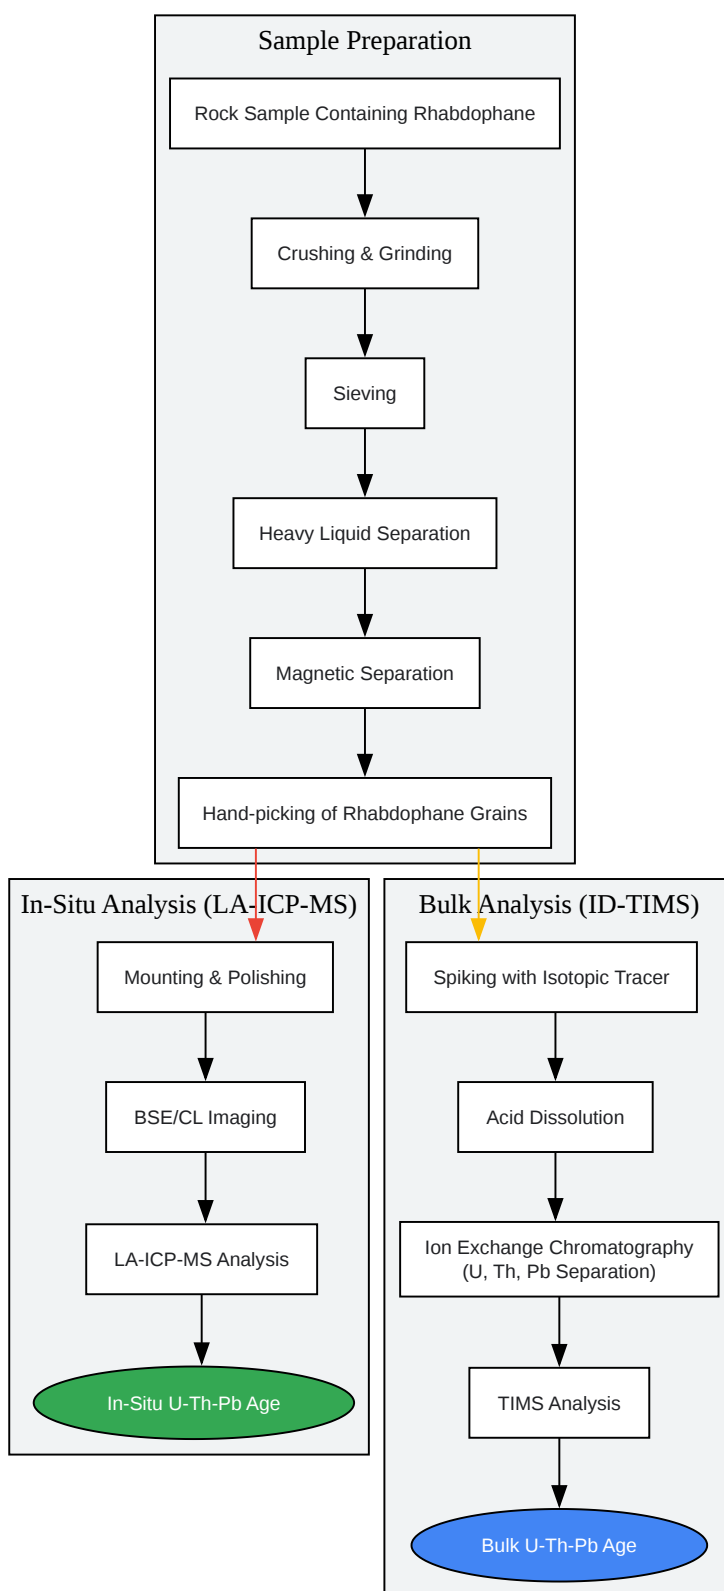 Sample Preparation
Rock Sample Containing Rhabdophane
Crushing & Grinding
Sieving
Heavy Liquid Separation
Magnetic Separation
Hand-picking of Rhabdophane Grains
In-Situ Analysis (LA-ICP-MS)
Mounting & Polishing
BSE/CL Imaging
LA-ICP-MS Analysis
In-Situ U-Th-Pb Age
Bulk Analysis (ID-TIMS)
Spiking with Isotopic Tracer
Acid Dissolution
Ion Exchange Chromatography
(U, Th, Pb Separation)
TIMS Analysis
Bulk U-Th-Pb Age